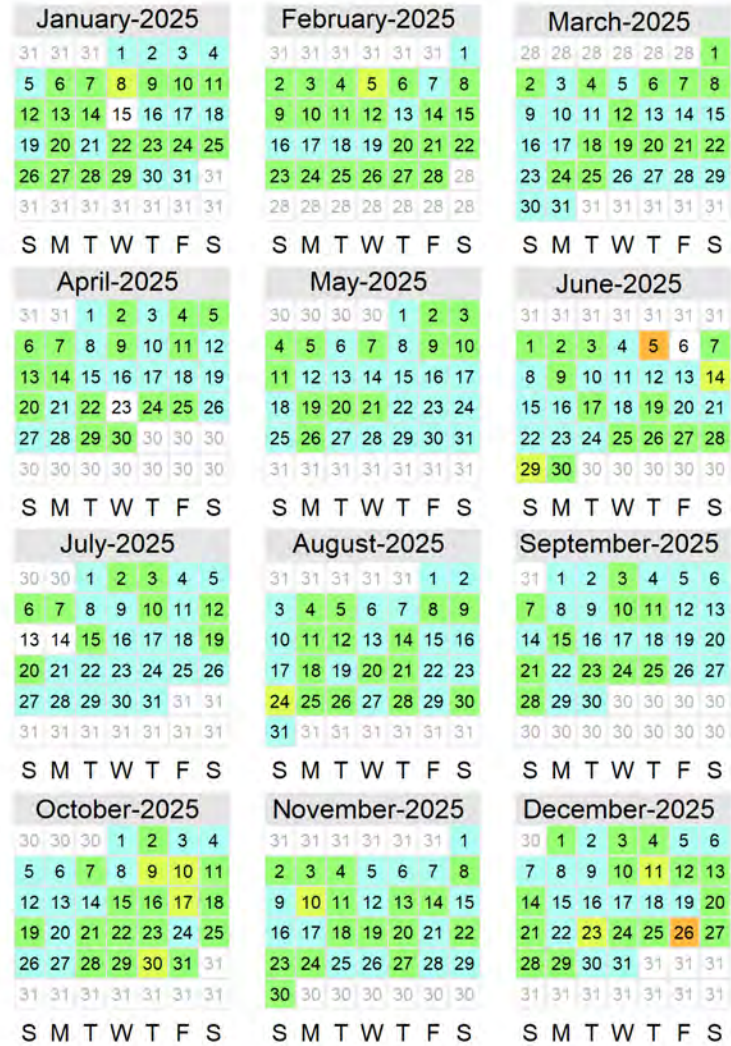 January-2025 February-2025 March-2025
31 31 31 1 2 3 4 31 31 31 31 31 31 1 28 28 28 28 28 28 1
5 6 7 8 9 10 11 2 3 4 5 6 7 8 2 3 4 5 6 7 8
12 13 14 15 16 17 18 9 10 11 12 13 14 15 9 10 11 12 13 14 15
19 20 21 22 23 24 25 16 17 18 19 20 21 22 16 17 18 19 20 21 22
26 27 28 29 30 31 31 23 24 25 26 27 28 28 23 24 25 26 27 28 29
31 31 31 31 31 31 31 28 28 28 28 28 28 28 30 31 31 31 31 31 31
S M T W T F S S M T W T F S S M T W T F S
April-2025 May-2025 June-2025
31 31 1 2 3 4 5 30 30 30 30 1 2 3 31 31 31 31 31 31 31
6 7 8 9 10 11 12 4 5 6 7 8 9 10 1 2 3 4 5 6 7
13 14 15 16 17 18 19 11 12 13 14 15 16 17 8 9 10 11 12 13 14
20 21 22 23 24 25 26 18 19 20 21 22 23 24 15 16 17 18 19 20 21
27 28 29 30 30 30 30 25 26 27 28 29 30 31 22 23 24 25 26 27 28
30 30 30 30 30 30 30 31 31 31 31 31 31 31 29 30 30 30 30 30 30
S M T W T F S S M T W T F S S M T W T F S
July-2025 August-2025 September-2025
30 30 1 2 3 4 5 31 31 31 31 31 1 2 31 1 2 3 4 5 6
6 7 8 9 10 11 12 3 4 5 6 7 8 9 7 8 9 10 11 12 13
13 14 15 16 17 18 19 10 11 12 13 14 15 16 14 15 16 17 18 19 20
20 21 22 23 24 25 26 17 18 19 20 21 22 23 21 22 23 24 25 26 27
27 28 29 30 31 31 31 24 25 26 27 28 29 30 28 29 30 30 30 30 30
31 31 31 31 31 31 31 31 31 31 31 31 31 31 30 30 30 30 30 30 30
S M T W T F S S M T W T F S S M T W T F S
October-2025 November-2025 December-2025
30 30 30 1 2 3 4 31 31 31 31 31 31 1 30 1 2 3 4 5 6
5 6 7 8 9 10 11 2 3 4 5 6 7 8 7 8 9 10 11 12 13
12 13 14 15 16 17 18 9 10 11 12 13 14 15 14 15 16 17 18 19 20
19 20 21 22 23 24 25 16 17 18 19 20 21 22 21 22 23 24 25 26 27
26 27 28 29 30 31 31 23 24 25 26 27 28 29 28 29 30 31 31 31 31
31 31 31 31 31 31 31 30 30 30 30 30 30 30 31 31 31 31 31 31 31
S M T W T F S S M T W T F S S M T W T F S